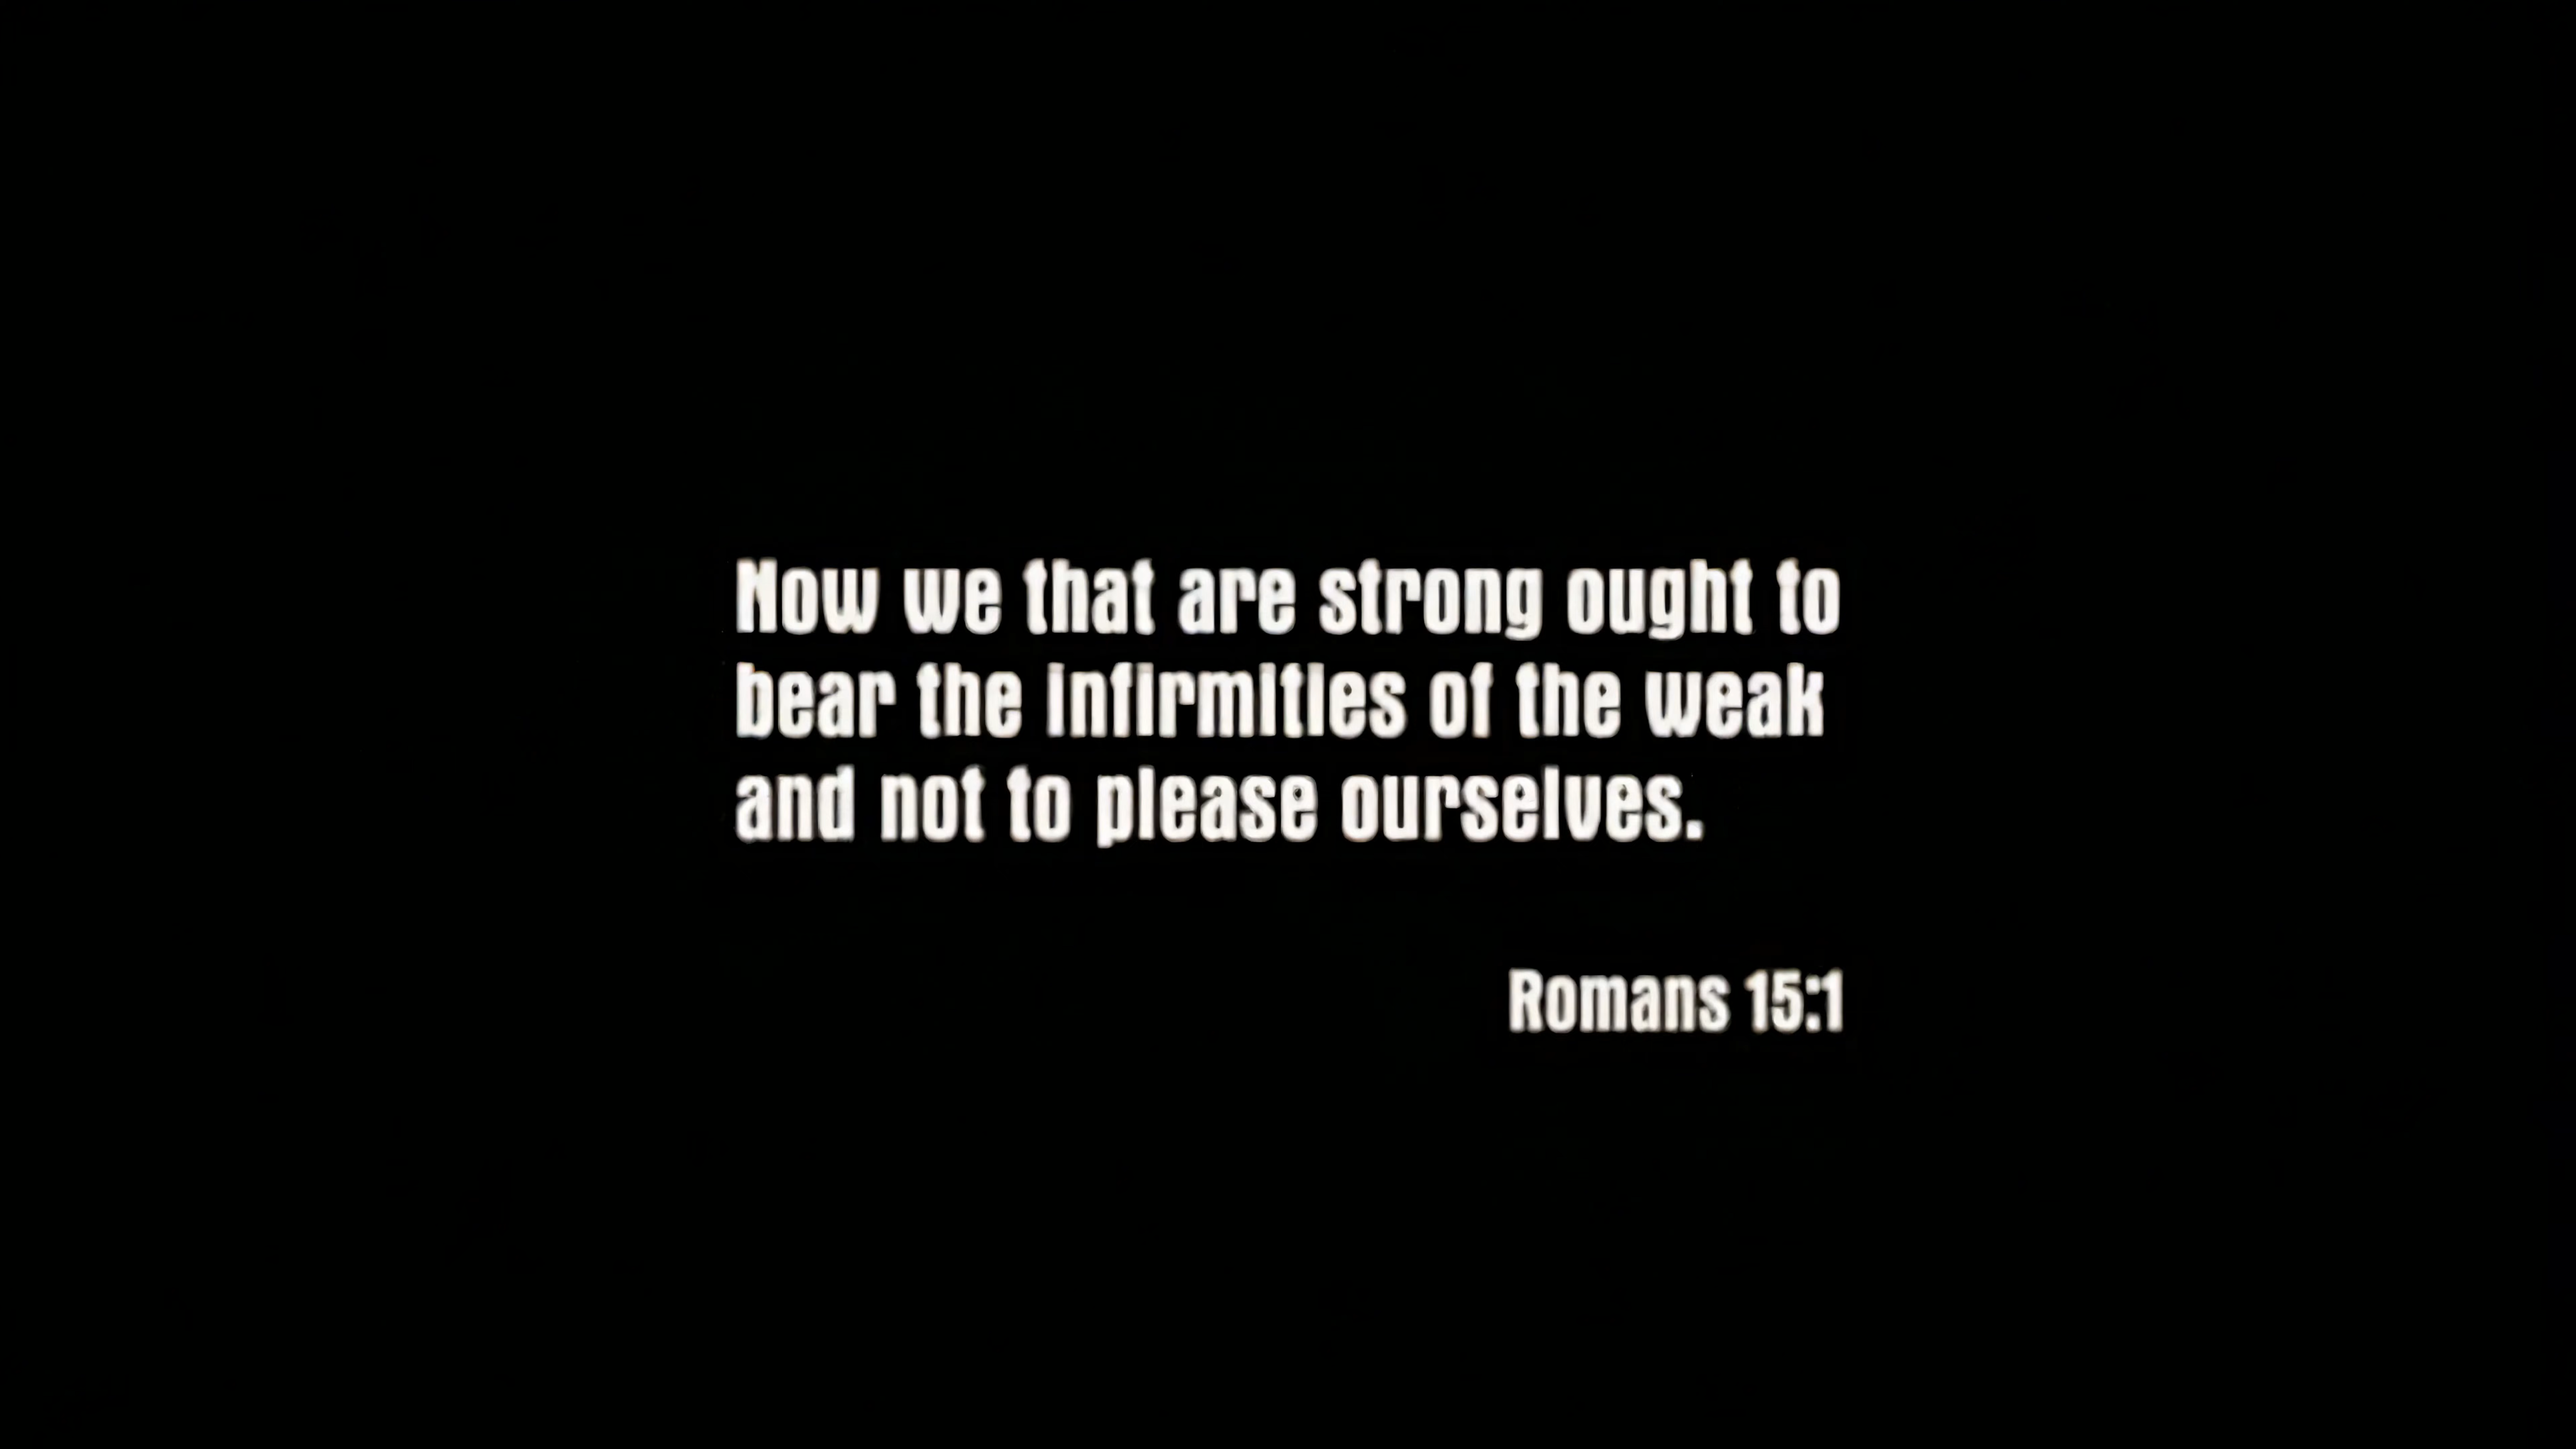 Now we that are strong ought to
bear the infirmities of the weak
and not to please ourselves.
Romans 15:1